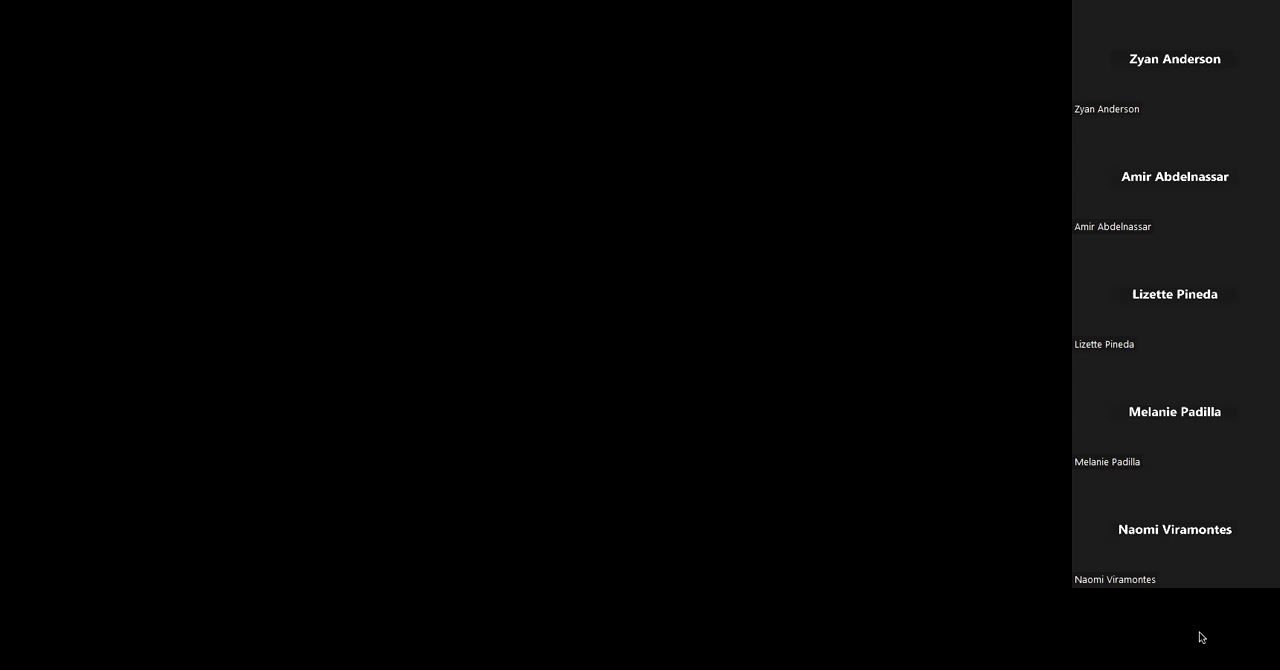 Zyan Anderson
Zyan Anderson
Amir Abdelnassar
Amir Abdelnassar
Lizette Pineda
Lizette Pineda
Melanie Padilla
Melanie Padilla
Naomi Viramontes
Naomi Viramontes